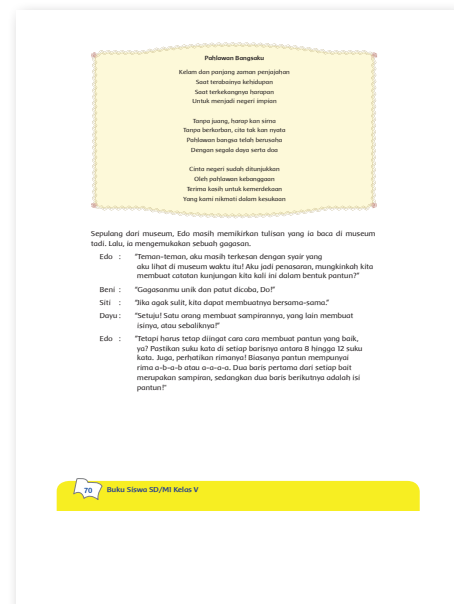 Pahlawan Bangsaku
Kelam dan panjang zaman penjajahan
Saat terabainya kehidupan
Saat terkekangnya harapan
Untuk menjadi negeri impian
Tanpa juang, harap kan sirna
Tanpa berkorban, cita tak kan nyata
Pahlawan bangsa telah berusaha
Dengan segala daya serta doa
Cinta negeri sudah ditunjukkan
Oleh pahlawan kebanggaan
Terima kasih untuk kemerdekaan
Yang kami nikmati dalam kesukaan
Sepulang dari museum, Edo masih memikirkan tulisan yang ia baca di museum
tadi. Lalu, ia mengemukakan sebuah gagasan.
Edo : "Teman-teman, aku masih terkesan dengan syair yang
aku lihat di museum waktu itu! Aku jadi penasaran, mungkinkah kita
membuat catatan kunjungan kita kali ini dalam bentuk pantun?"
Beni : "Gagasanmu unik dan patut dicoba, Do!"
Siti : "Jika agak sulit, kita dapat membuatnya bersama-sama."
Dayu : "Setuju! Satu orang membuat sampirannya, yang lain membuat
isinya, atau sebaliknya!"
Edo : "Tetapi harus tetap diingat cara cara membuat pantun yang baik,
ya? Pastikan suku kata di setiap barisnya antara 8 hingga 12 suku
kata. Juga, perhatikan rimanya! Biasanya pantun mempunyai
rima a-b-a-b atau a-a-a-a. Dua baris pertama dari setiap bait
merupakan sampiran, sedangkan dua baris berikutnya adalah isi
pantun!"
70 Buku Siswa SD/MI Kelas V